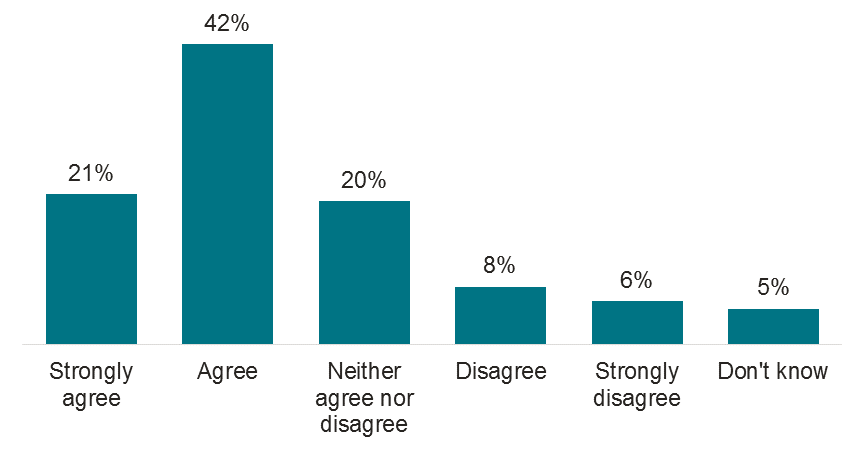 42%
21%
20%
8%
6%
5%
Strongly
agree
Agree
Neither
agree nor
disagree
Disagree
Strongly
disagree
Don't know